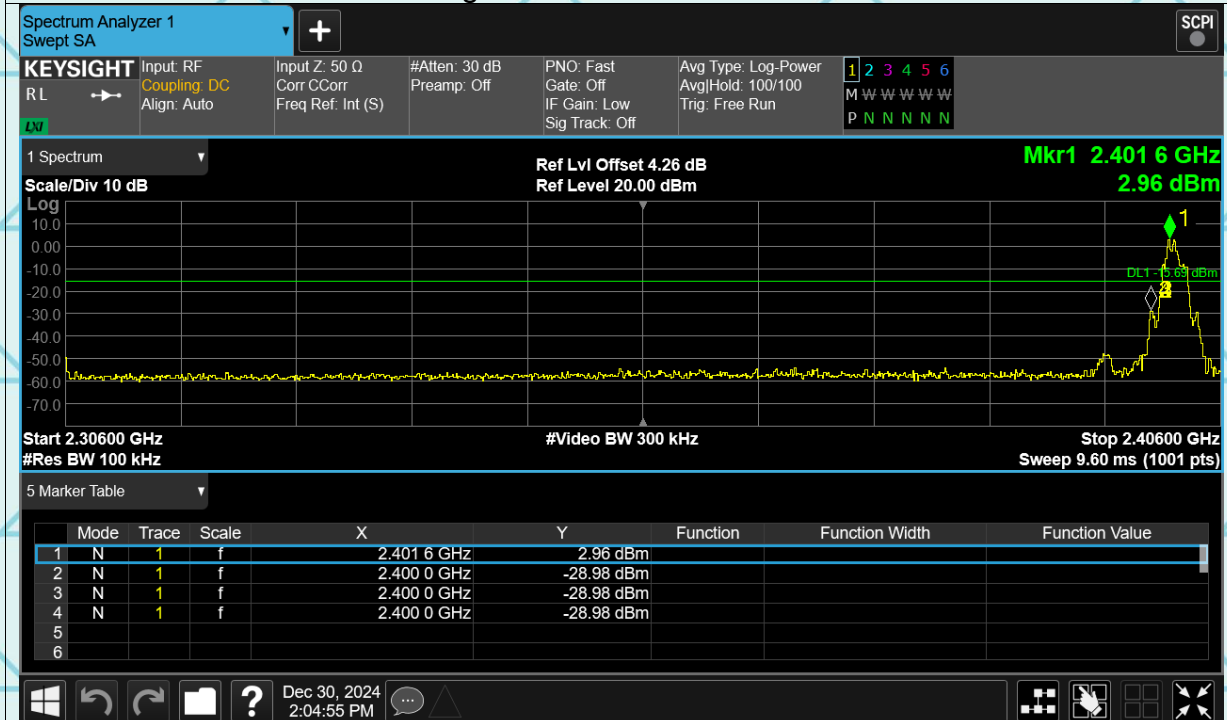 Spectrum Analyzer 1
Swept SA
+
SCPI
KEYSIGHT
RL
LXI
Input: RF
Coupling: DC
Align: Auto
Input Z: 50 Ω
Corr CCorr
Freq Ref: Int (S)
#Atten: 30 dB
Preamp: Off
PNO: Fast
Gate: Off
IF Gain: Low
Sig Track: Off
Avg Type: Log-Power
Avg|Hold: 100/100
Trig: Free Run
1 2 3 4 5 6
M W W W W W
P N N N N N
1 Spectrum
Scale/Div 10 dB
Ref Lvl Offset 4.26 dB
Ref Level 20.00 dBm
Mkr1 2.401 6 GHz
2.96 dBm
Log
10.0
0.00
-10.0
-20.0
-30.0
-40.0
-50.0
-60.0
-70.0
1
DL1 -15.69 dBm
Start 2.30600 GHz
#Res BW 100 kHz
#Video BW 300 kHz
Stop 2.40600 GHz
Sweep 9.60 ms (1001 pts)
5 Marker Table
Mode Trace Scale X Y Function Function Width Function Value
1 N 1 f 2.401 6 GHz 2.96 dBm
2 N 1 f 2.400 0 GHz -28.98 dBm
3 N 1 f 2.400 0 GHz -28.98 dBm
4 N 1 f 2.400 0 GHz -28.98 dBm
5
6
?
Dec 30, 2024
2:04:55 PM